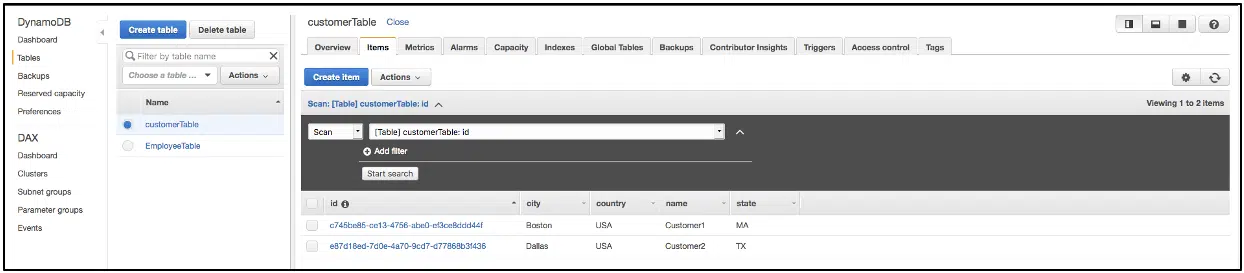 DynamoDB
Dashboard
Tables
Backups
Reserved capacity
Preferences
DAX
Dashboard
Clusters
Subnet groups
Parameter groups
Events
Create table Delete table
Filter by table name
Choose a table ... Actions
Name
customerTable
EmployeeTable
customerTable Close
Overview Items Metrics Alarms Capacity Indexes Global Tables Backups Contributor Insights Triggers Access control Tags
Create item Actions
Scan: [Table] customerTable: id Viewing 1 to 2 items
Scan [Table] customerTable: id
Add filter
Start search
id city country name state
c745be85-ce13-4756-abe0-ef3ce8ddd44f Boston USA Customer1 MA
e87d16ed-7d0e-4a70-9cd7-d77868b3f436 Dallas USA Customer2 TX